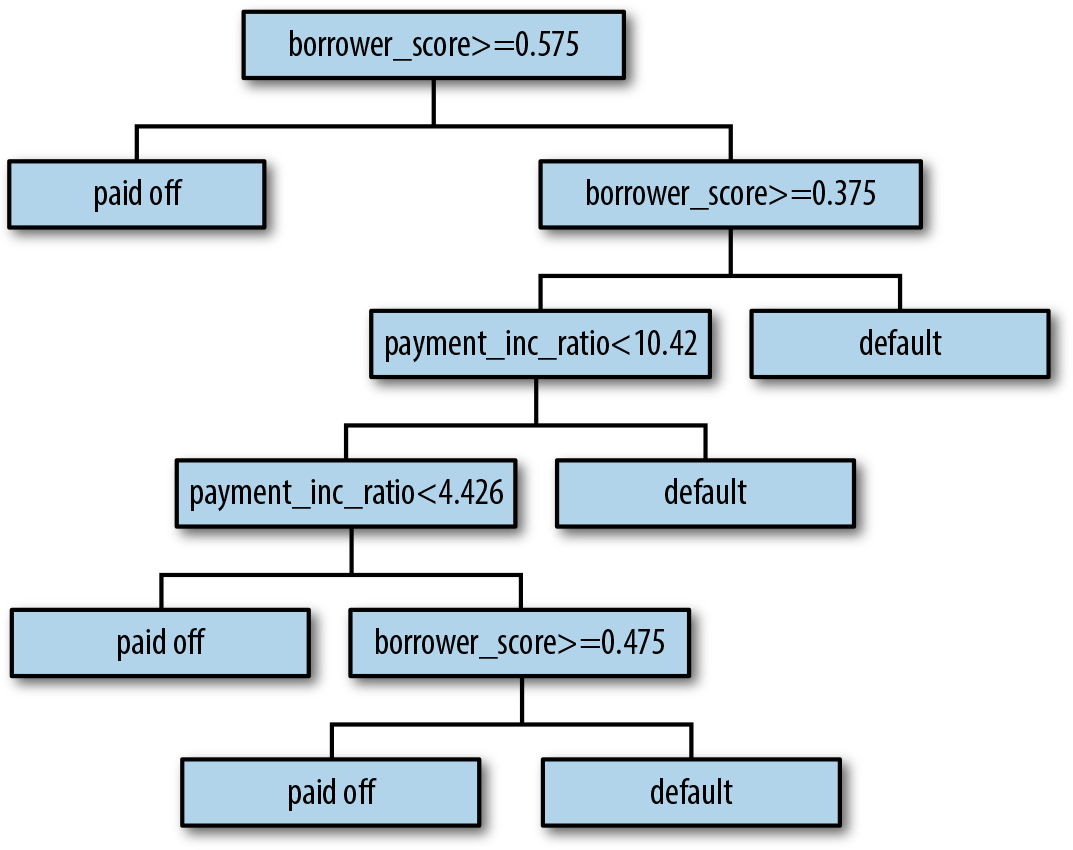 borrower_score>=0.575
paid off
borrower_score>=0.375
payment_inc_ratio<10.42
default
payment_inc_ratio<4.426
default
paid off
borrower_score>=0.475
paid off
default